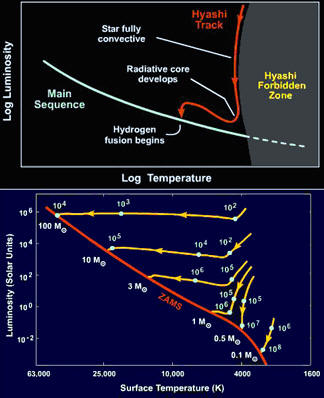 Hyashi
Track
Star fully
convective
Log Luminosity
Radiative core
develops
Hyashi
Forbidden
Zone
Main
Sequence
Hydrogen
fusion begins
Log Temperature
Luminosity (Solar Units)
10⁶
10⁴
10²
10⁰
10⁻²
10⁴
10³
10²
100 M⊙
10⁵
10⁴
10²
10 M⊙
10⁶
10⁵
3 M⊙
ZAMS
10⁶
10⁵
10⁵
1 M⊙
10⁷
10⁶
0.5 M⊙
10⁸
0.1 M⊙
63,000
25,000
10,000
4000
1600
Surface Temperature (K)